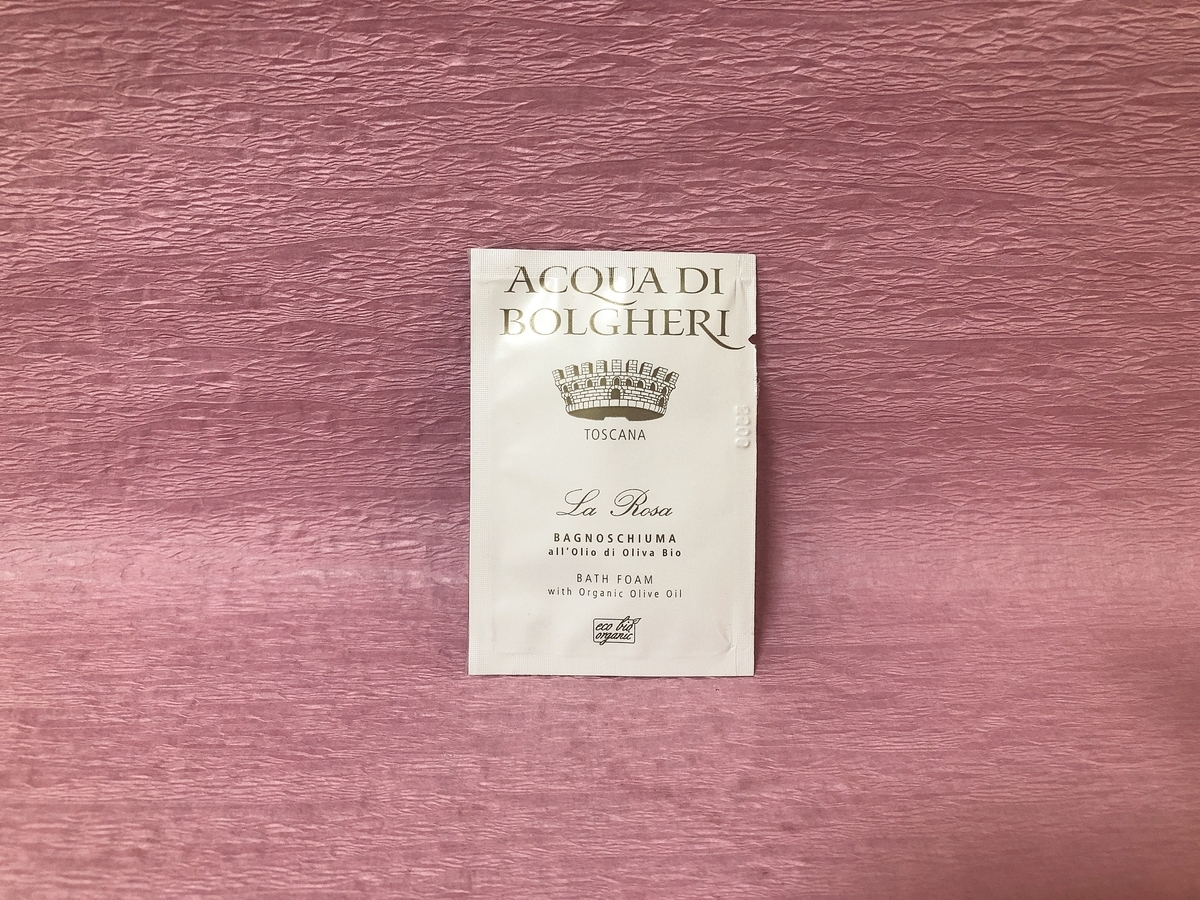 ACQUA DI
BOLGHERI
TOSCANA
La Rosa
BAGNOSCHIUMA
all'Olio di Oliva Bio
BATH FOAM
with Organic Olive Oil
eco bio
organic